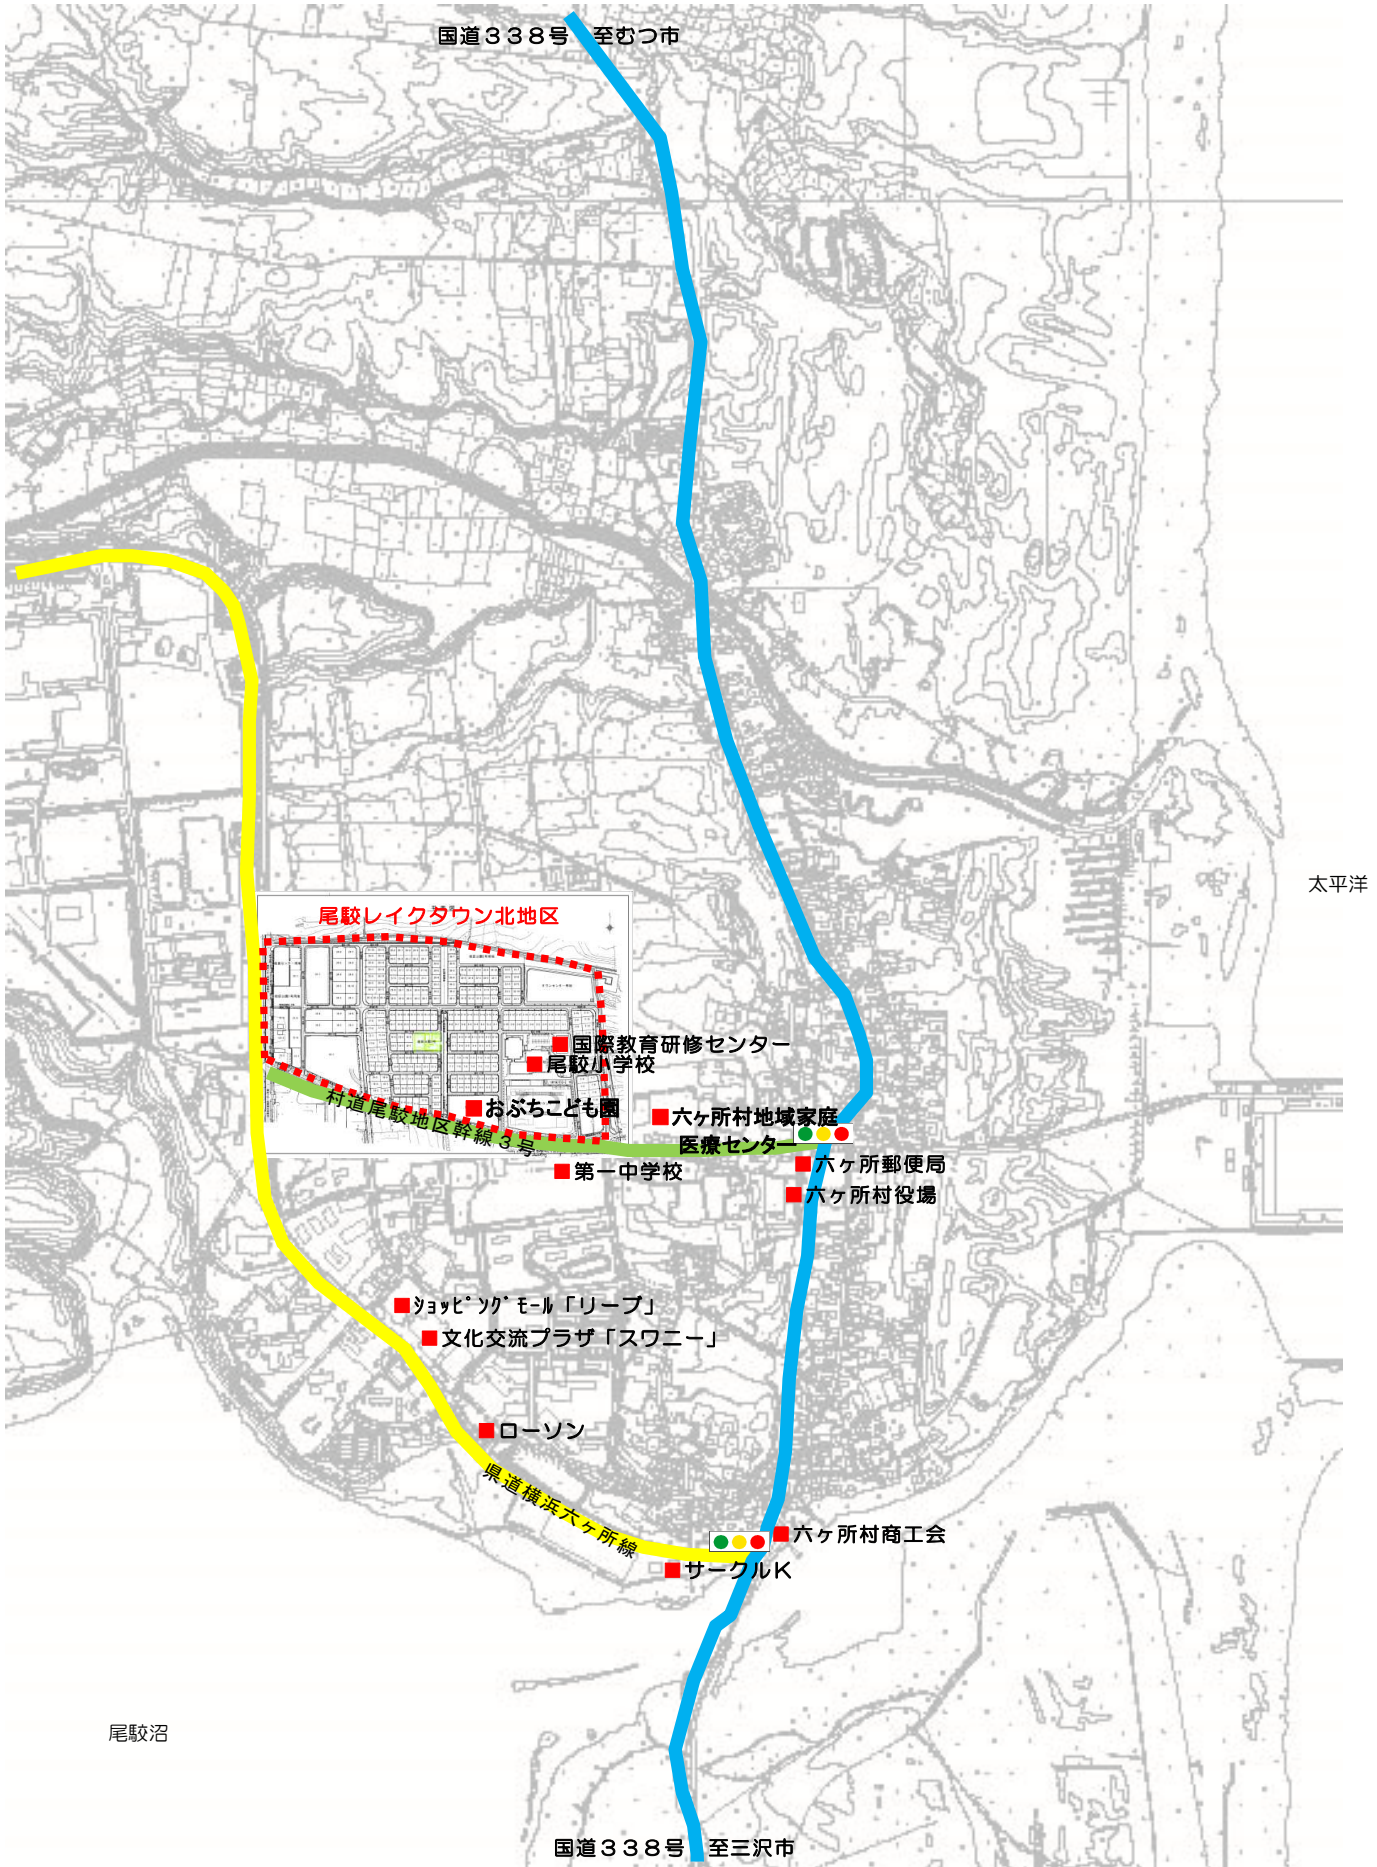 国道３３８号　至むつ市
太平洋
尾駮レイクタウン北地区
国際教育研修センター
尾駮小学校
おぶちこども園
村道尾駮地区幹線３号
六ヶ所村地域家庭
医療センター
六ヶ所郵便局
第一中学校
六ヶ所村役場
ｼｮｯﾋﾟﾝｸﾞﾓｰﾙ「リーブ」
文化交流プラザ「スワニー」
ローソン
県道横浜六ヶ所線
六ヶ所村商工会
サークルＫ
尾駮沼
国道３３８号　至三沢市